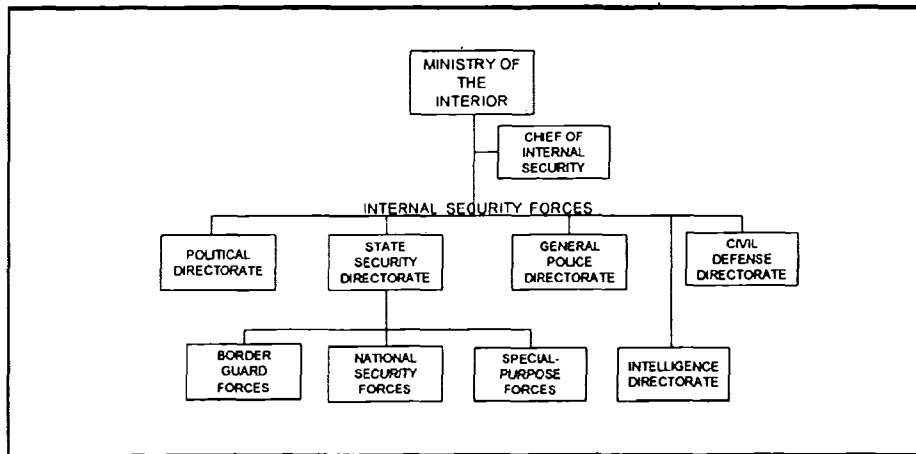 MINISTRY OF
THE
INTERIOR
CHIEF OF
INTERNAL
SECURITY
INTERNAL SECURITY FORCES
POLITICAL
DIRECTORATE
STATE
SECURITY
DIRECTORATE
GENERAL
POLICE
DIRECTORATE
CIVIL
DEFENSE
DIRECTORATE
BORDER
GUARD
FORCES
NATIONAL
SECURITY
FORCES
SPECIAL-
PURPOSE
FORCES
INTELLIGENCE
DIRECTORATE